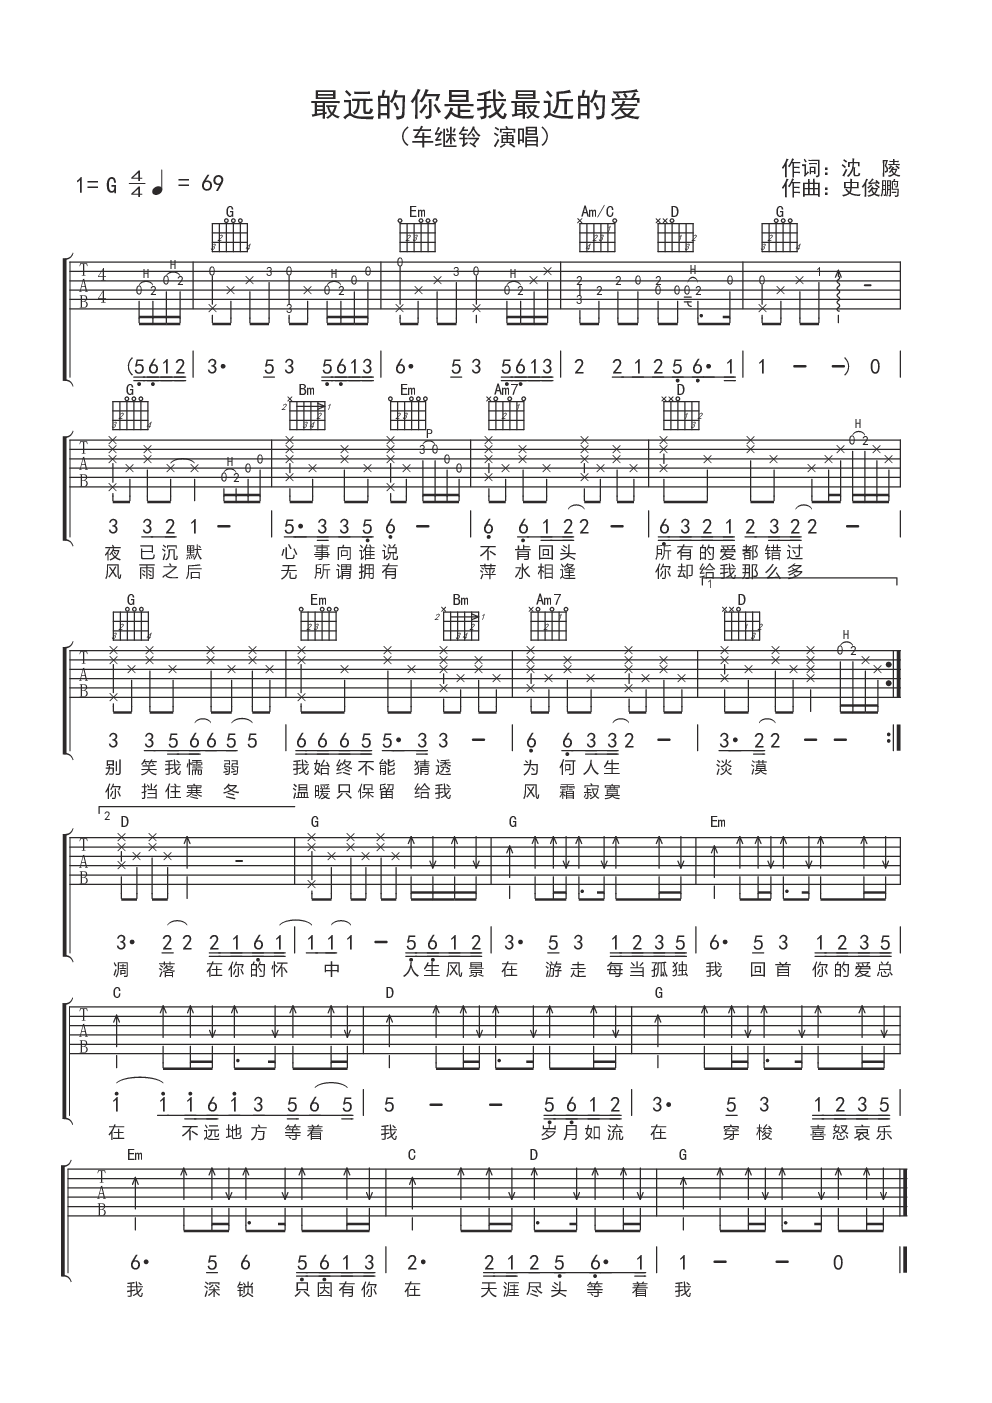 最远的你是我最近的爱
（车继铃 演唱）
作词：沈 陵
作曲：史俊鹏
1= G 4/4 ♩ = 69
G Em Am/C D G
(5612 3· 5 3 5613 6· 5 3 5613 2 2125 6· 1 1 - -) 0
G Bm Em Am7 D
3 3 2 1 - 5· 3 3 5 6 - 6 6 1 2 2 - 6 3 2 1 2 3 2 2 -
夜 已沉默 心 事向谁说 不 肯回头 所有的爱都错过
风 雨之后 无 所谓拥有 萍 水相逢 你却给我那么多
G Em Bm Am7 1 D
3 3 5 6 6 5 5 6 6 6 5 5· 3 3 - 6 6 3 3 2 - 3· 2 2 - -
别 笑我懦弱 我始终不能猜透 为 何人生 淡 漠
你 挡住寒冬 温暖只保留给我 风 霜寂寞
2 D G G Em
3· 2 2 2 1 6 1 1 1 1 - 5 6 1 2 3· 5 3 1 2 3 5 6· 5 3 1 2 3 5
凋 落 在你的怀 中 人生风景 在 游走 每当孤独 我 回首 你的爱总
C D G
1 1 1 6 1 3 5 6 5 5 - - 5 6 1 2 3· 5 3 1 2 3 5
在 不远地方等着 我 岁月如流 在 穿梭 喜怒哀乐
Em C D G
6· 5 6 5 6 1 3 2· 2 1 2 5 6· 1 1 - - 0
我 深锁 只因有你 在 天涯尽头等着 我